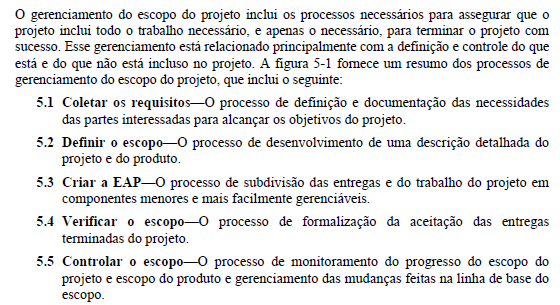 O gerenciamento do escopo do projeto inclui os processos necessários para assegurar que o
projeto inclui todo o trabalho necessário, e apenas o necessário, para terminar o projeto com
sucesso. Esse gerenciamento está relacionado principalmente com a definição e controle do que
está e do que não está incluso no projeto. A figura 5-1 fornece um resumo dos processos de
gerenciamento do escopo do projeto, que inclui o seguinte:
5.1 Coletar os requisitos—O processo de definição e documentação das necessidades
das partes interessadas para alcançar os objetivos do projeto.
5.2 Definir o escopo—O processo de desenvolvimento de uma descrição detalhada do
projeto e do produto.
5.3 Criar a EAP—O processo de subdivisão das entregas e do trabalho do projeto em
componentes menores e mais facilmente gerenciáveis.
5.4 Verificar o escopo—O processo de formalização da aceitação das entregas
terminadas do projeto.
5.5 Controlar o escopo—O processo de monitoramento do progresso do escopo do
projeto e escopo do produto e gerenciamento das mudanças feitas na linha de base do
escopo.